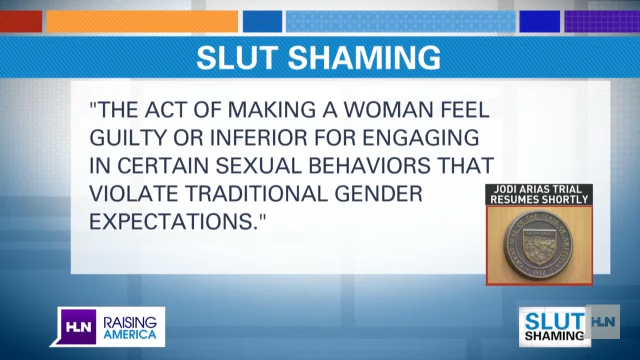 SLUT SHAMING
"THE ACT OF MAKING A WOMAN FEEL
GUILTY OR INFERIOR FOR ENGAGING
IN CERTAIN SEXUAL BEHAVIORS THAT
VIOLATE TRADITIONAL GENDER
EXPECTATIONS."
JODI ARIAS TRIAL
RESUMES SHORTLY
HLN
RAISING
AMERICA
SLUT
SHAMING
HLN